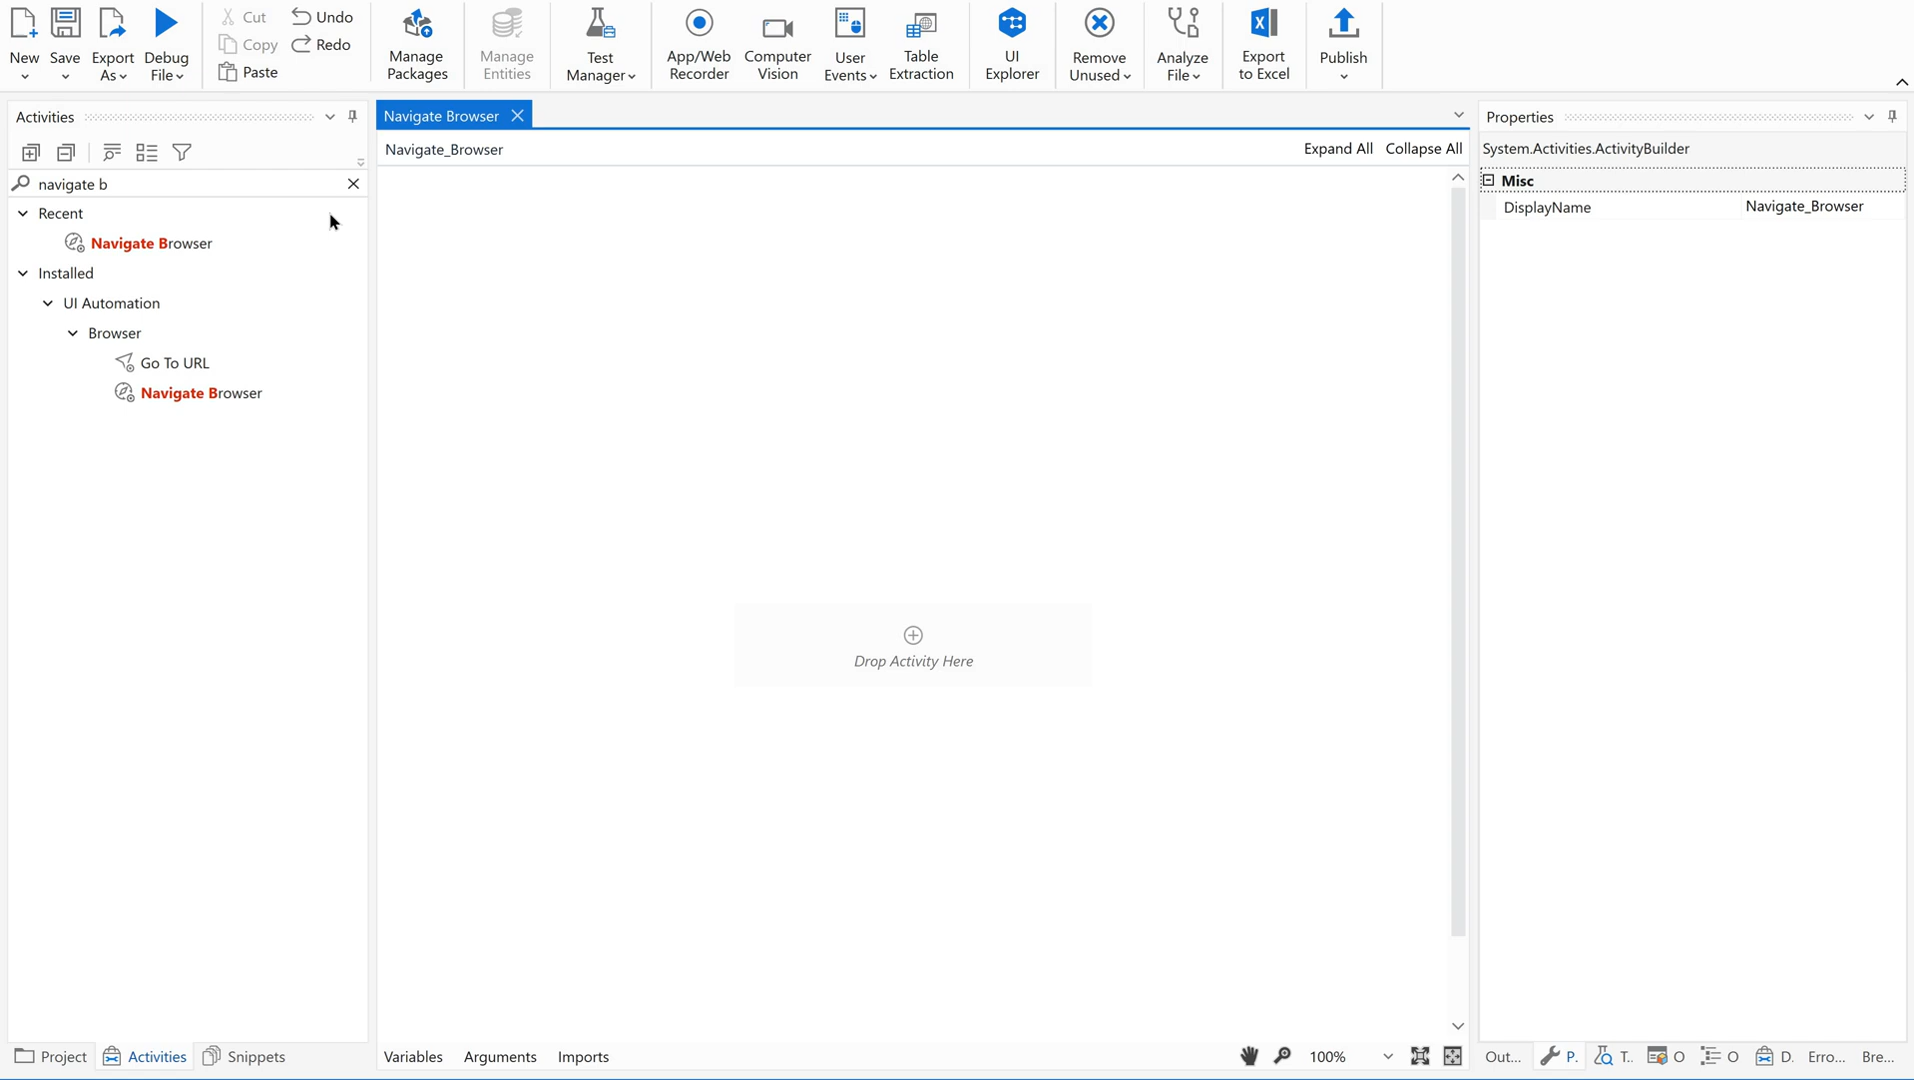 New
Save
Export As
Debug File
Cut
Copy
Paste
Undo
Redo
Manage Packages
Manage Entities
Test Manager
App/Web Recorder
Computer Vision
User Events
Table Extraction
UI Explorer
Remove Unused
Analyze File
Export to Excel
Publish
Activities
navigate b
Recent
Navigate Browser
Installed
UI Automation
Browser
Go To URL
Navigate Browser
Project
Activities
Snippets
Navigate Browser
Navigate_Browser
Expand All
Collapse All
Drop Activity Here
Variables
Arguments
Imports
100%
Properties
System.Activities.ActivityBuilder
Misc
DisplayName
Navigate_Browser
Out...
P.
T..
O
O
D.
Erro...
Bre...